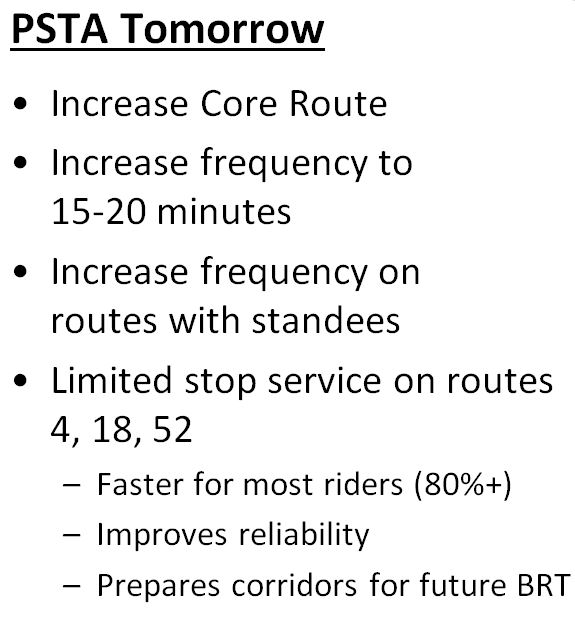 PSTA Tomorrow
• Increase Core Route
• Increase frequency to
15-20 minutes
• Increase frequency on
routes with standees
• Limited stop service on routes
4, 18, 52
– Faster for most riders (80%+)
– Improves reliability
– Prepares corridors for future BRT